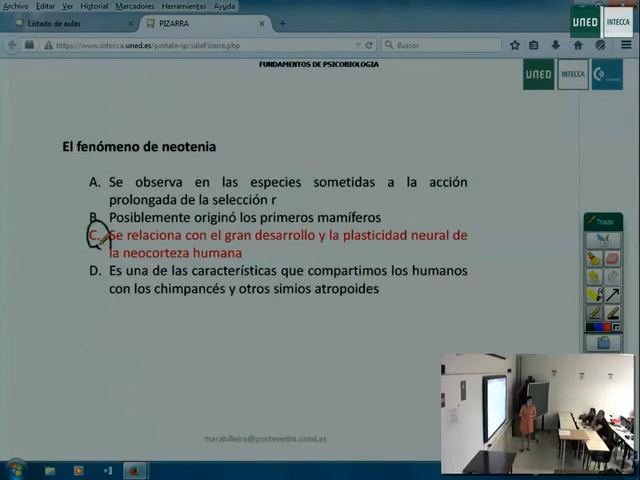 Archivo Editar Ver Historial Marcadores Herramientas Ayuda
Listado de aulas
PIZARRA
https://www.intecca.uned.es/portalavip/salaPizarra.php
Buscar
UNED INTECCA
FUNDAMENTOS DE PSICOBIOLOGIA
UNED INTECCA
El fenómeno de neotenia
A. Se observa en las especies sometidas a la acción
prolongada de la selección r
B. Posiblemente originó los primeros mamíferos
C. Se relaciona con el gran desarrollo y la plasticidad neural de
la neocorteza humana
D. Es una de las características que compartimos los humanos
con los chimpancés y otros simios atropoides
Trazo